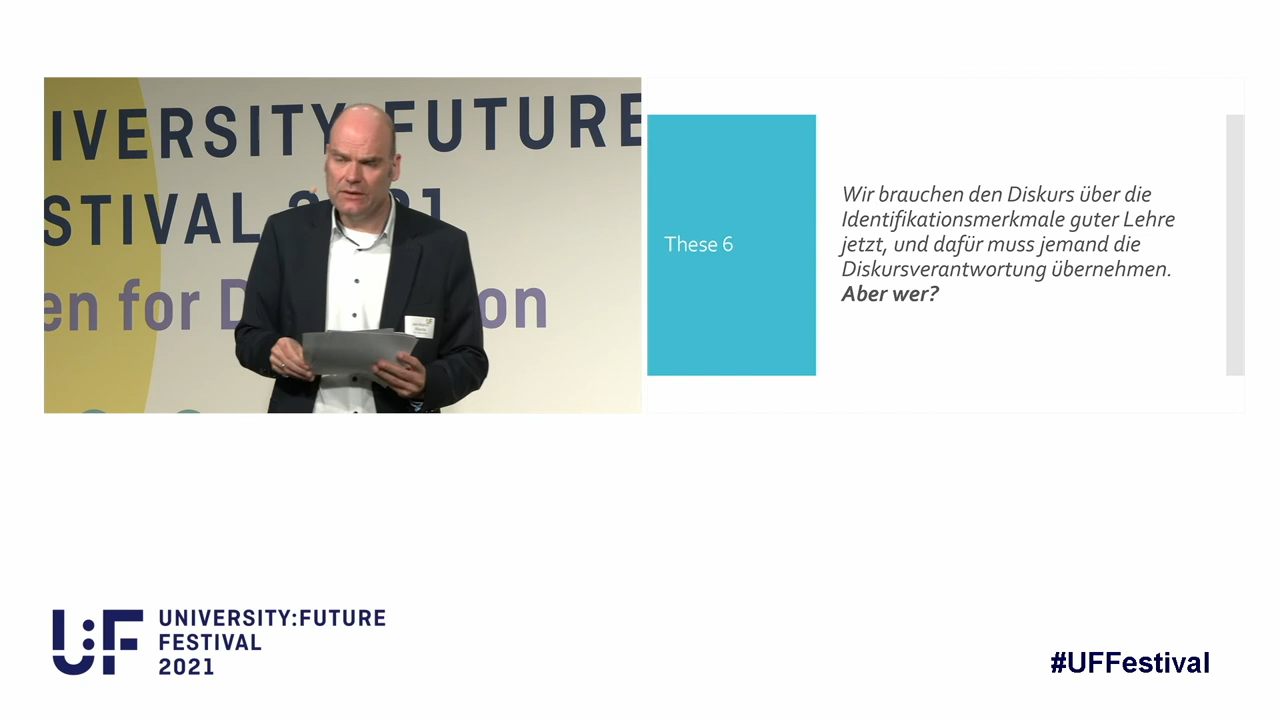 IVERSITY:FUTURE
STIVAL 2021
en for D on
These 6
Wir brauchen den Diskurs über die
Identifikationsmerkmale guter Lehre
jetzt, und dafür muss jemand die
Diskursverantwortung übernehmen.
Aber wer?
U:F
UNIVERSITY:FUTURE
FESTIVAL
2021
#UFFestival